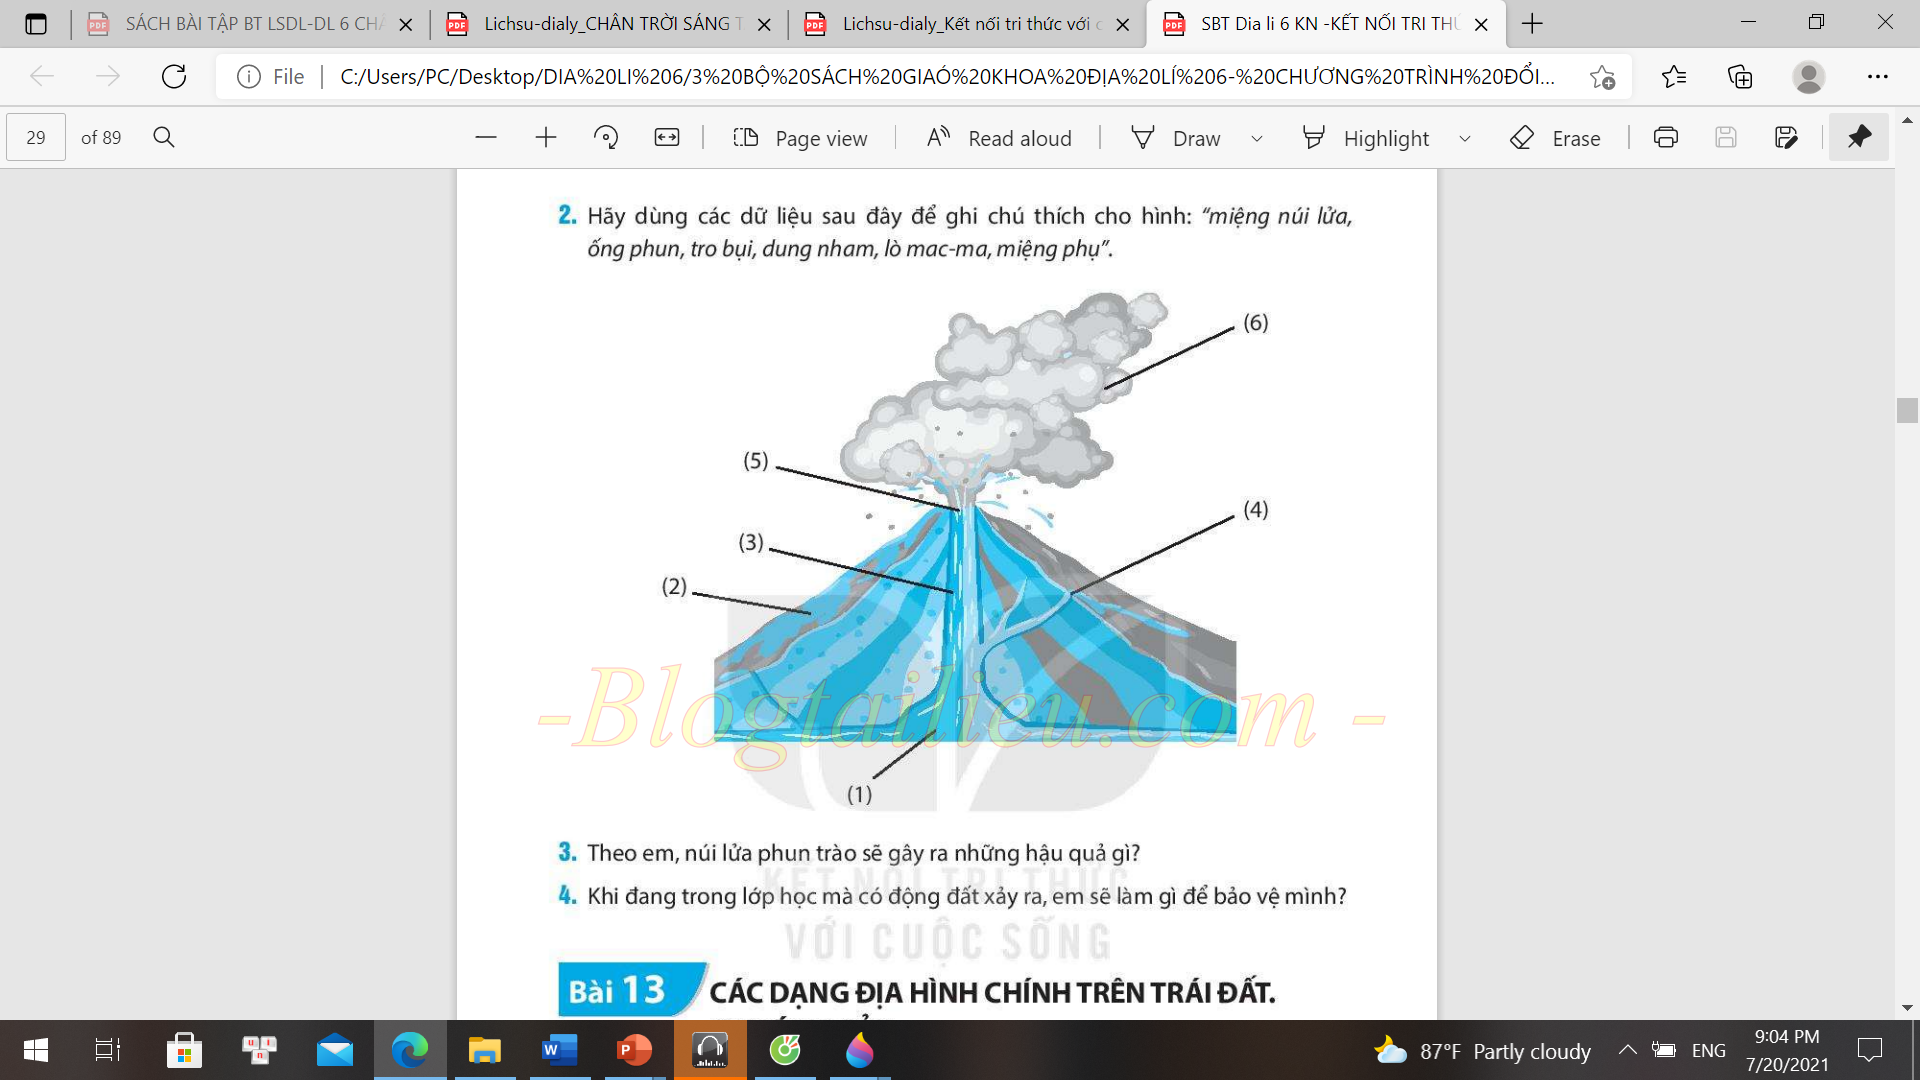 SÁCH BÀI TẬP BT LSDL-DL 6 CHÂ
Lichsu-dialy_CHÂN TRỜI SÁNG T
Lichsu-dialy_Kết nối tri thức với c
SBT Dia li 6 KN -KẾT NỐI TRI THỨ
File
C:/Users/PC/Desktop/DIA%20LI%206/3%20BỘ%20SÁCH%20GIAÓ%20KHOA%20ĐỊA%20LÍ%206-%20CHƯƠNG%20TRÌNH%20ĐỔI...
29 of 89
Page view
Read aloud
Draw
Highlight
Erase
2. Hãy dùng các dữ liệu sau đây để ghi chú thích cho hình: “miệng núi lửa,
ống phun, tro bụi, dung nham, lò mac-ma, miệng phụ”.
(6)
(5)
(4)
(3)
(2)
-Blogtailieu.com -
(1)
3. Theo em, núi lửa phun trào sẽ gây ra những hậu quả gì?
KẾT NỐI TRI THỨC
4. Khi đang trong lớp học mà có động đất xảy ra, em sẽ làm gì để bảo vệ mình?
VỚI CUỘC SỐNG
Bài 13 CÁC DẠNG ĐỊA HÌNH CHÍNH TRÊN TRÁI ĐẤT.
87°F Partly cloudy
ENG
9:04 PM
7/20/2021